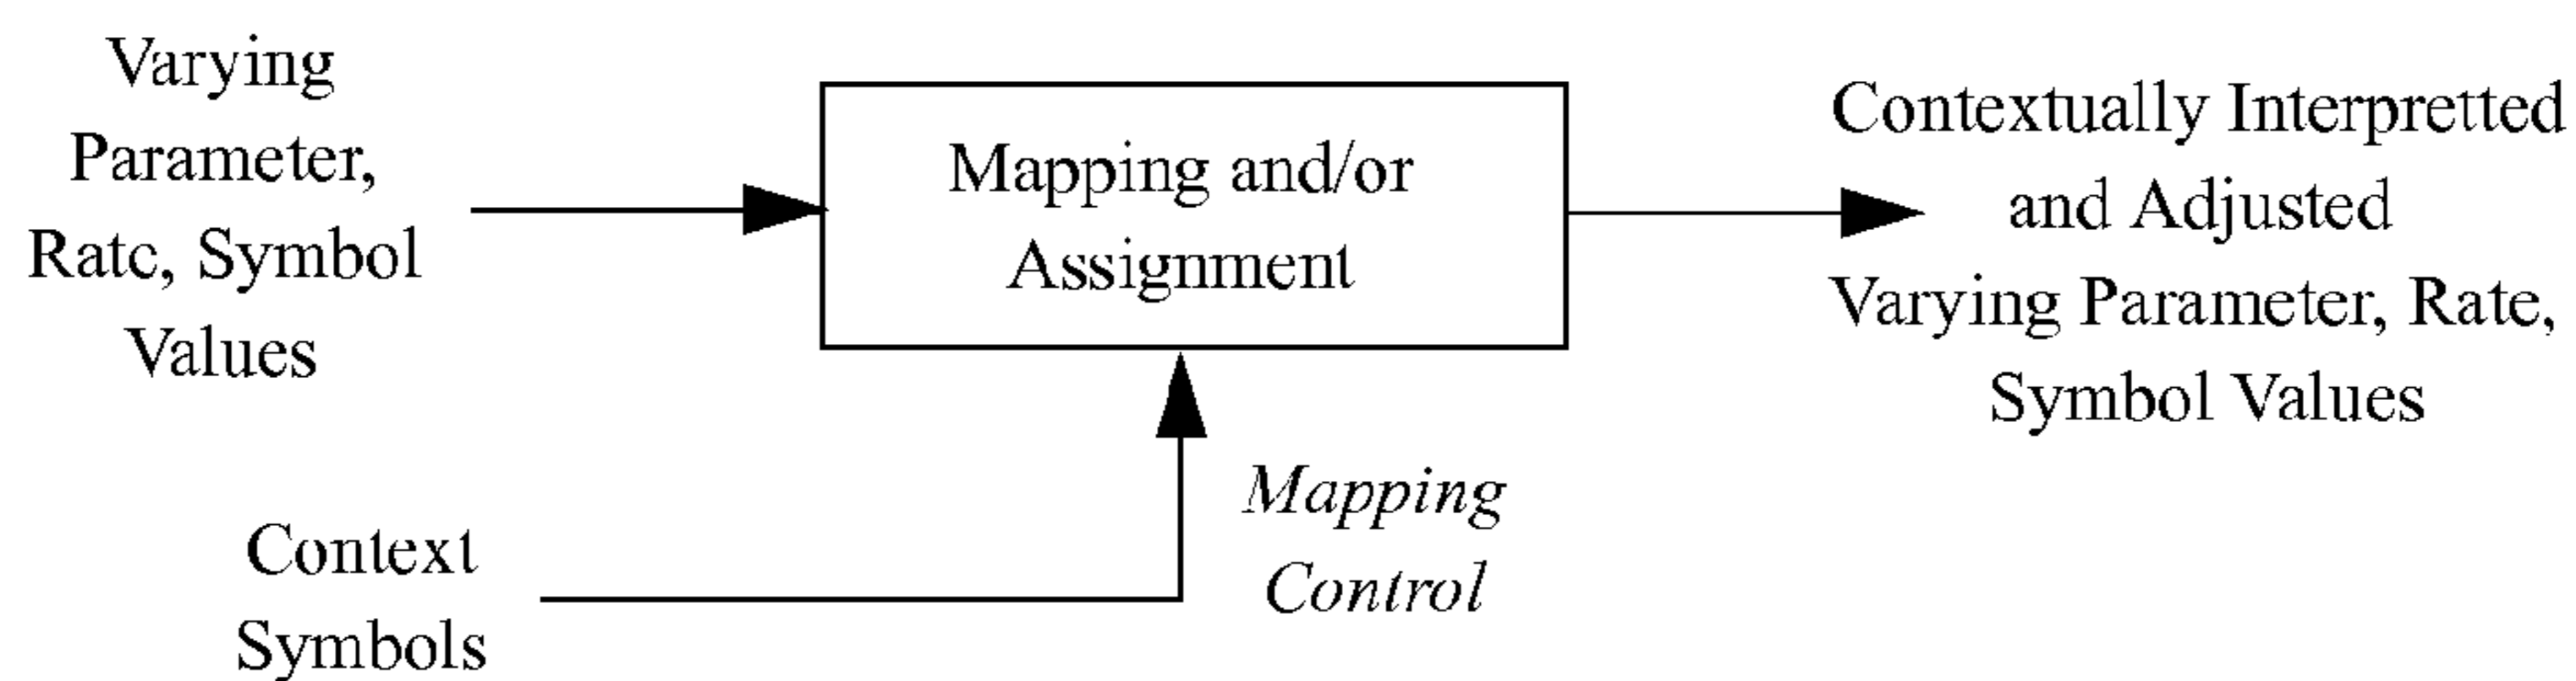 Varying
Parameter,
Rate, Symbol
Values
Mapping and/or
Assignment
Contextually Interpretted
and Adjusted
Varying Parameter, Rate,
Symbol Values
Context
Symbols
Mapping
Control